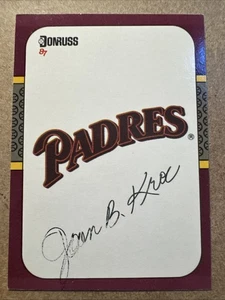 DONRUSS
87
PADRES®
Joan B. Kroc